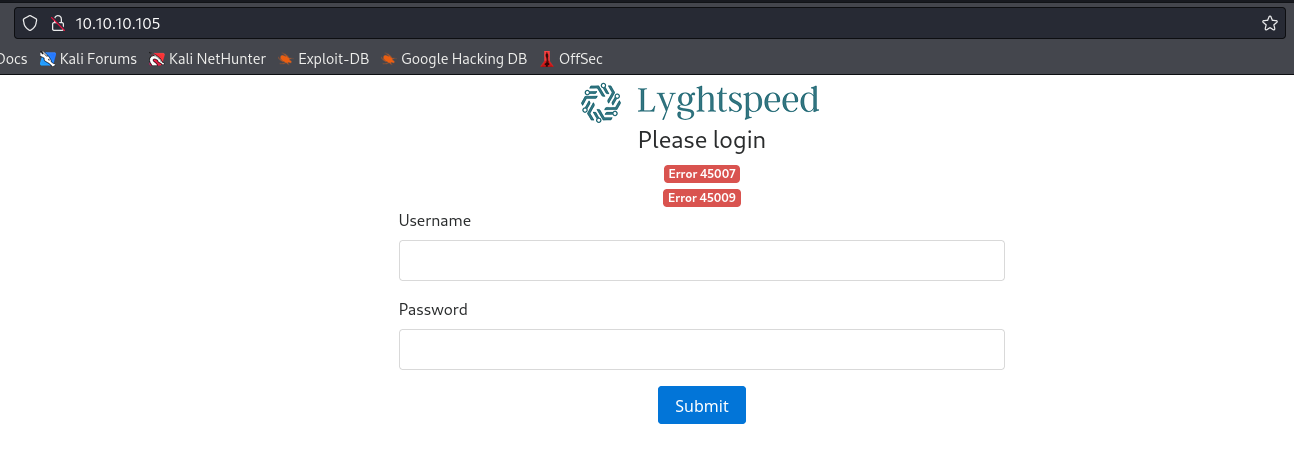 10.10.10.105
Docs Kali Forums Kali NetHunter Exploit-DB Google Hacking DB OffSec
Lyghtspeed
Please login
Error 45007
Error 45009
Username
Password
Submit